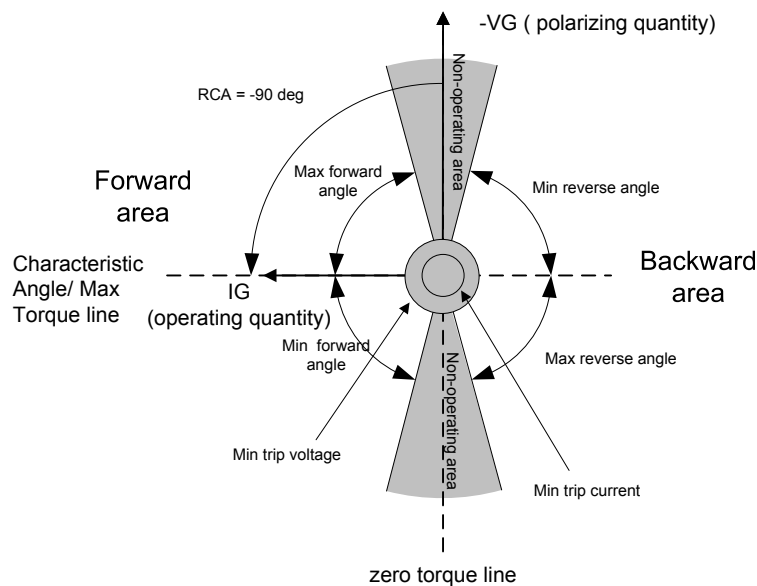 -VG ( polarizing quantity)
RCA = -90 deg
Non-operating area
Max forward
angle
Min reverse angle
Forward
area
Characteristic
Angle/ Max
Torque line
IG
(operating quantity)
Backward
area
Min  forward
angle
Non-operating area
Max reverse angle
Min trip voltage
Min trip current
zero torque line